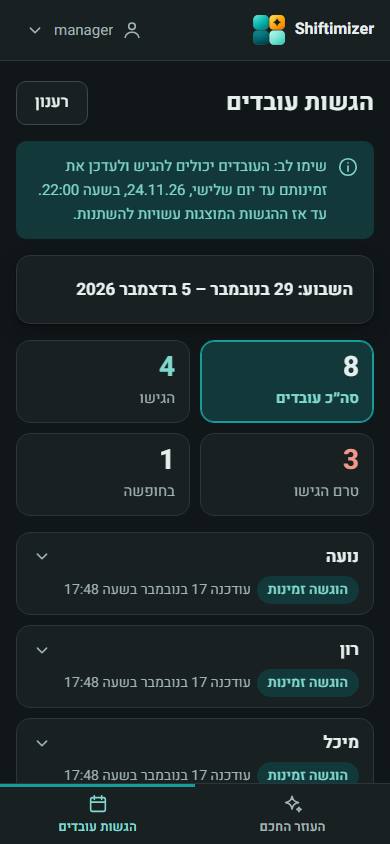 Shiftimizer
manager
הגשות עובדים
רענון
שימו לב: העובדים יכולים להגיש ולעדכן את
זמינותם עד יום שלישי, 24.11.26, בשעה 22:00.
עד אז ההגשות המוצגות עשויות להשתנות.
השבוע: 29 בנובמבר – 5 בדצמבר 2026
8
סה״כ עובדים
4
הגישו
3
טרם הגישו
1
בחופשה
נועה
הוגשה זמינות עודכנה 17 בנובמבר בשעה 17:48
רון
הוגשה זמינות עודכנה 17 בנובמבר בשעה 17:48
מיכל
הוגשה זמינות עודכנה 17 בנובמבר בשעה 17:48
העוזר החכם
הגשות עובדים